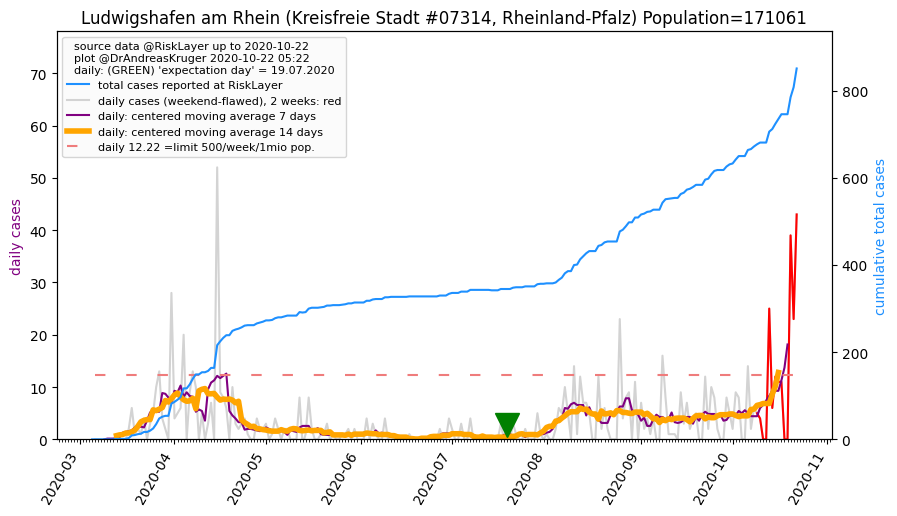 Ludwigshafen am Rhein (Kreisfreie Stadt #07314, Rheinland-Pfalz) Population=171061
source data @RiskLayer up to 2020-10-22
plot @DrAndreasKruger 2020-10-22 05:22
daily: (GREEN) 'expectation day' = 19.07.2020
total cases reported at RiskLayer
daily cases (weekend-flawed), 2 weeks: red
daily: centered moving average 7 days
daily: centered moving average 14 days
daily 12.22 =limit 500/week/1mio pop.
daily cases
70
60
50
40
30
20
10
0
cumulative total cases
800
600
400
200
0
2020-03
2020-04
2020-05
2020-06
2020-07
2020-08
2020-09
2020-10
2020-11